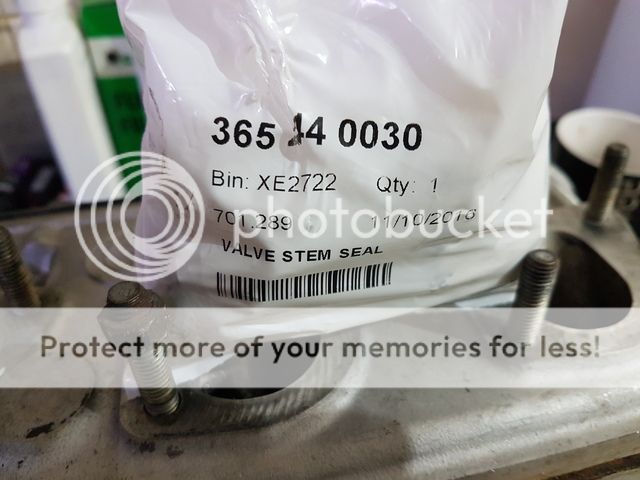 365 44 0030
Bin: XE2722 Qty: 1
701.289 11/10/2016
VALVE STEM SEAL
photobucket
Protect more of your memories for less!